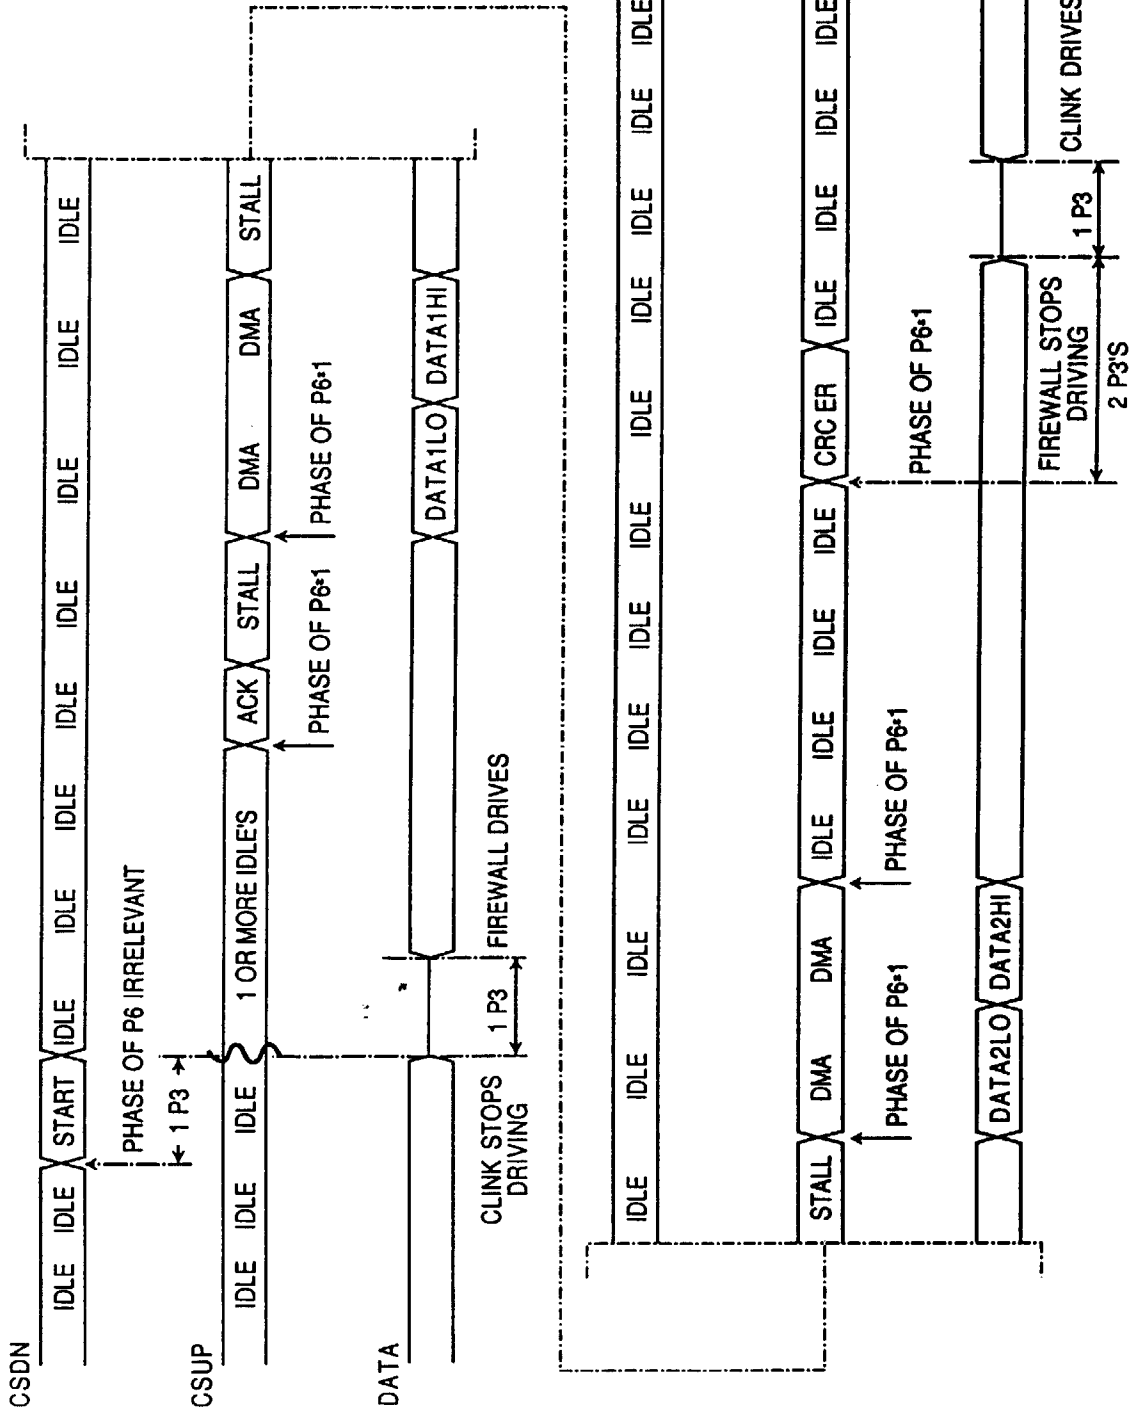 CSDN
IDLE IDLE START IDLE IDLE IDLE IDLE IDLE IDLE IDLE IDLE
PHASE OF P6 IRRELEVANT
1 P3
CSUP
IDLE IDLE IDLE 1 OR MORE IDLE'S ACK STALL DMA DMA STALL
PHASE OF P6=1
PHASE OF P6=1
DATA
DATA1LO DATA1HI
CLINK STOPS
DRIVING
1 P3
FIREWALL DRIVES
IDLE IDLE IDLE IDLE IDLE IDLE IDLE IDLE IDLE IDLE IDLE IDLE
STALL DMA DMA IDLE IDLE IDLE IDLE CRC ER IDLE IDLE IDLE IDLE
PHASE OF P6=1
PHASE OF P6=1
PHASE OF P6=1
DATA2LO DATA2HI
FIREWALL STOPS
DRIVING
2 P3'S
1 P3
CLINK DRIVES